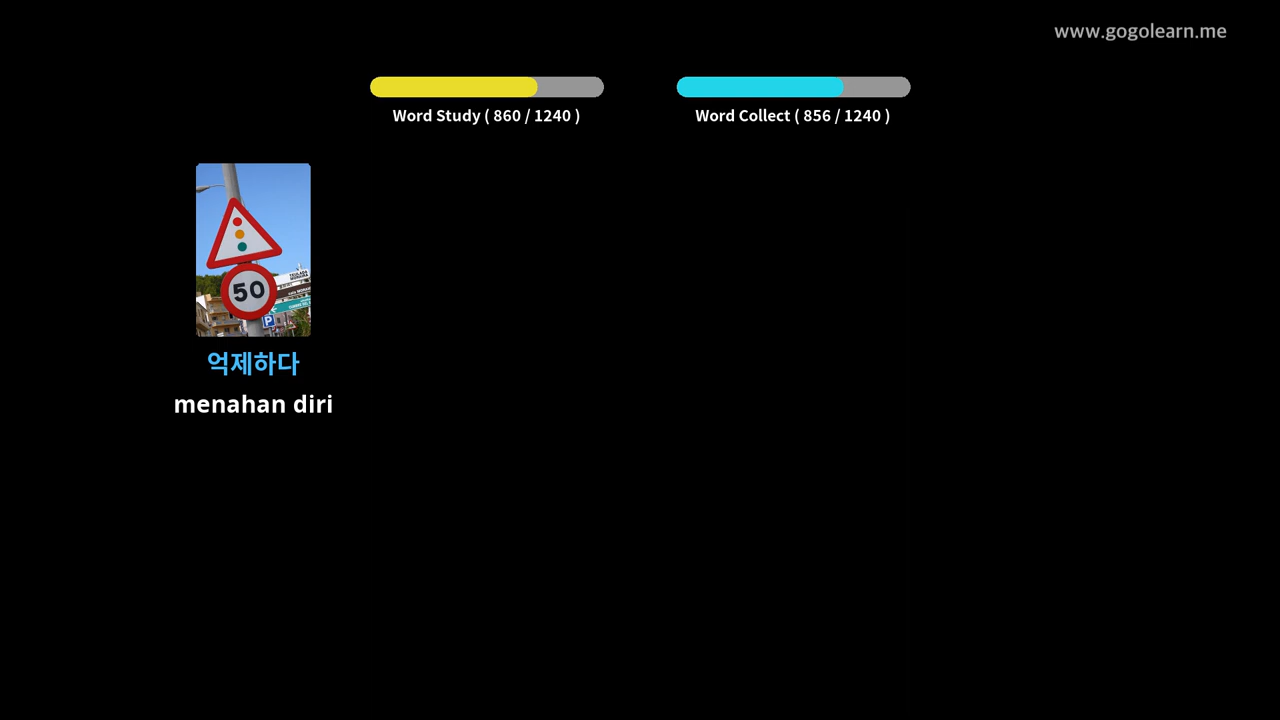 www.gogolearn.me
Word Study ( 860 / 1240 )
Word Collect ( 856 / 1240 )
50
P
억제하다
menahan diri